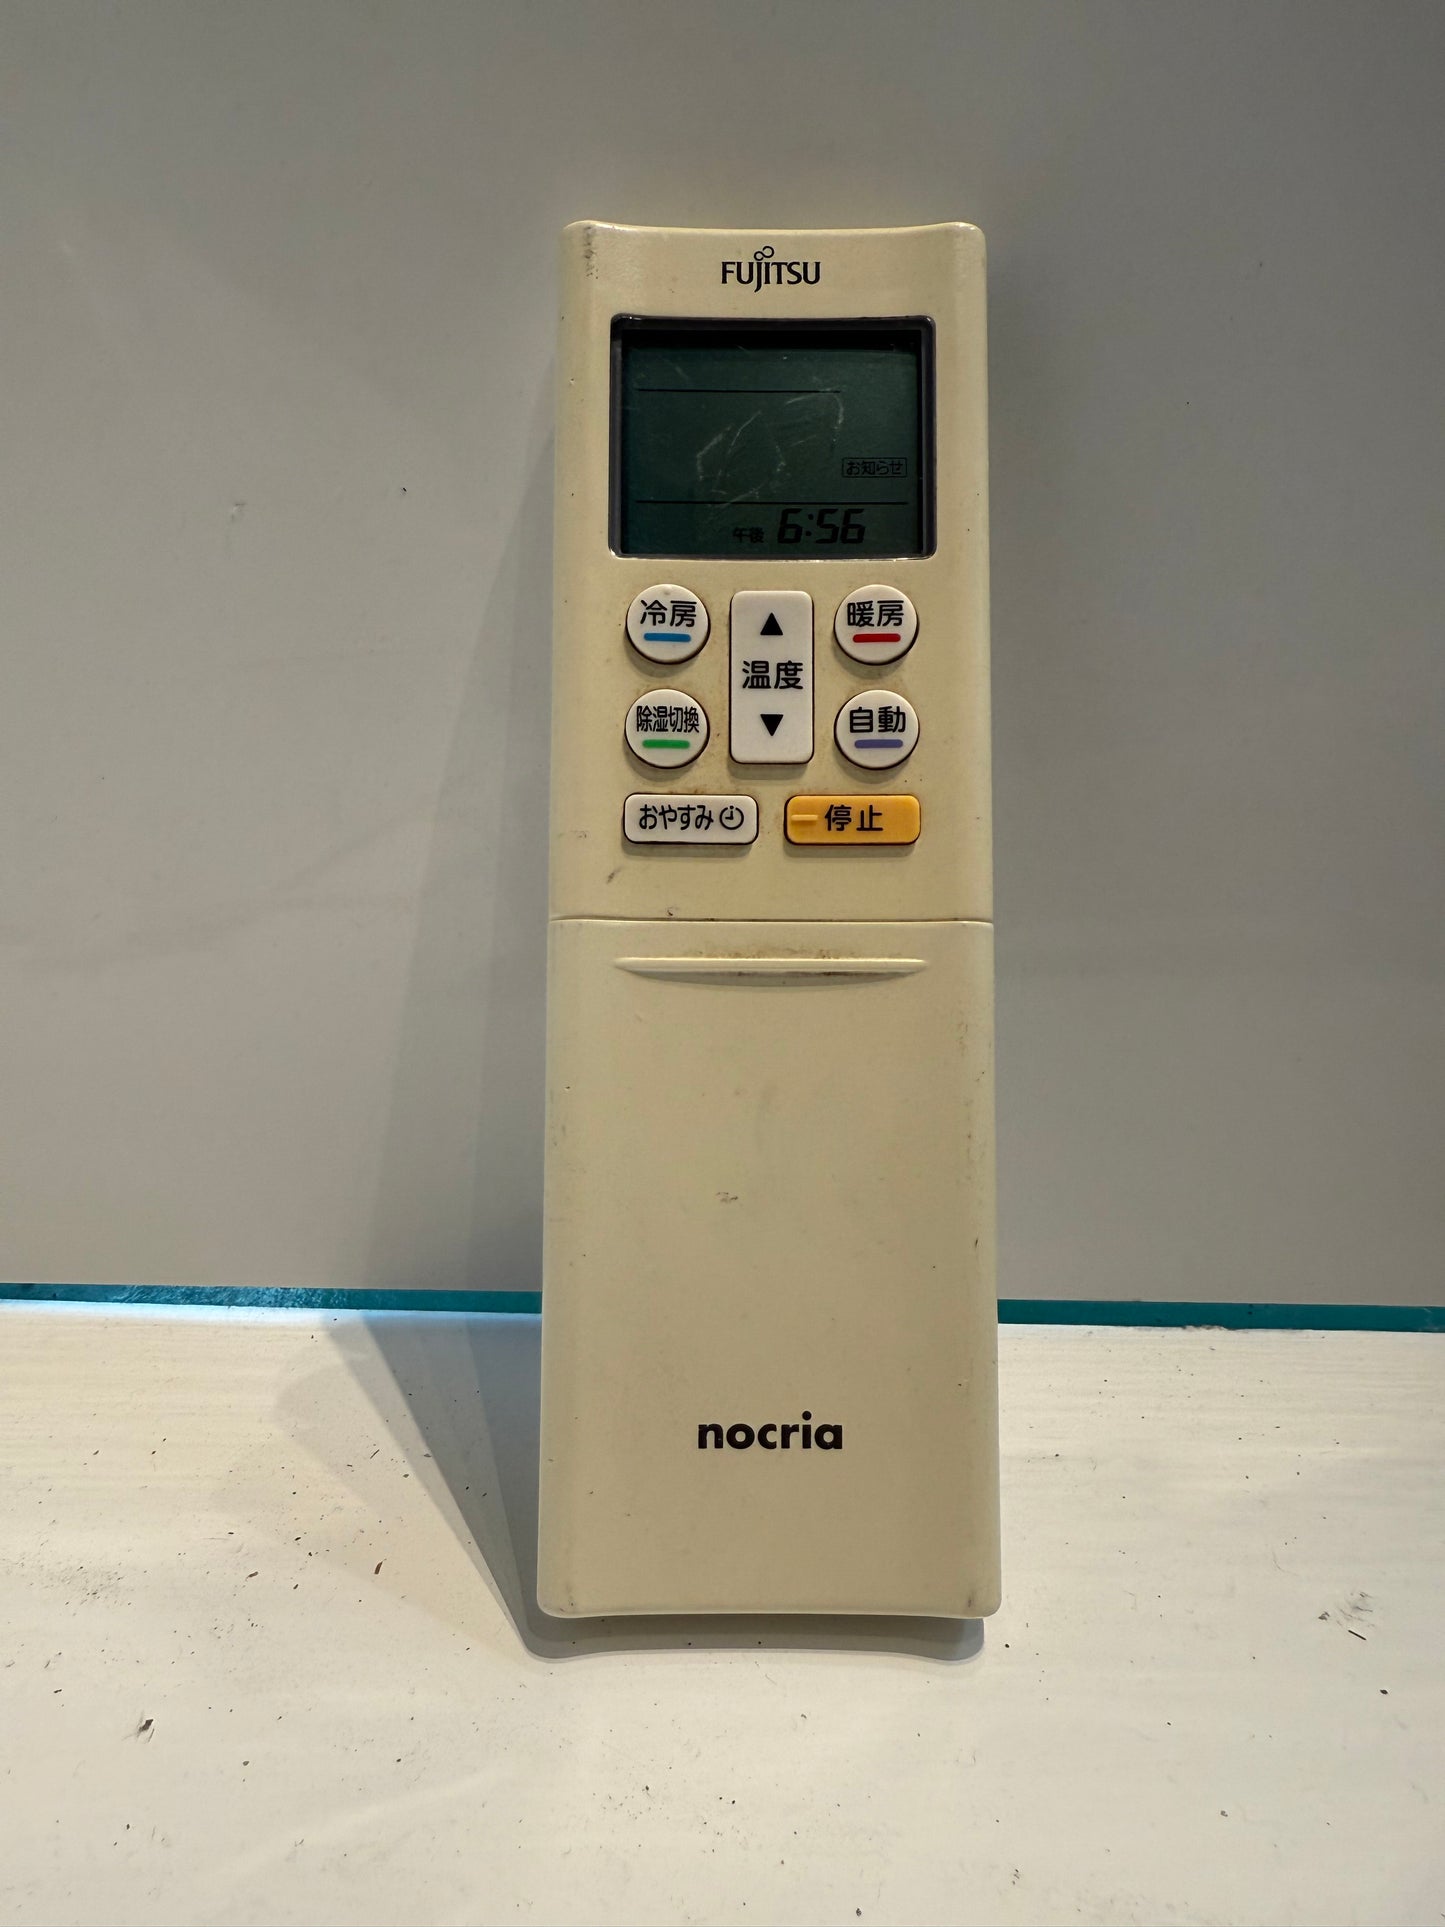 FUJITSU
お知らせ
午後 6:56
冷房
▲
温度
▼
暖房
除湿切換
自動
おやすみ
停止
nocria